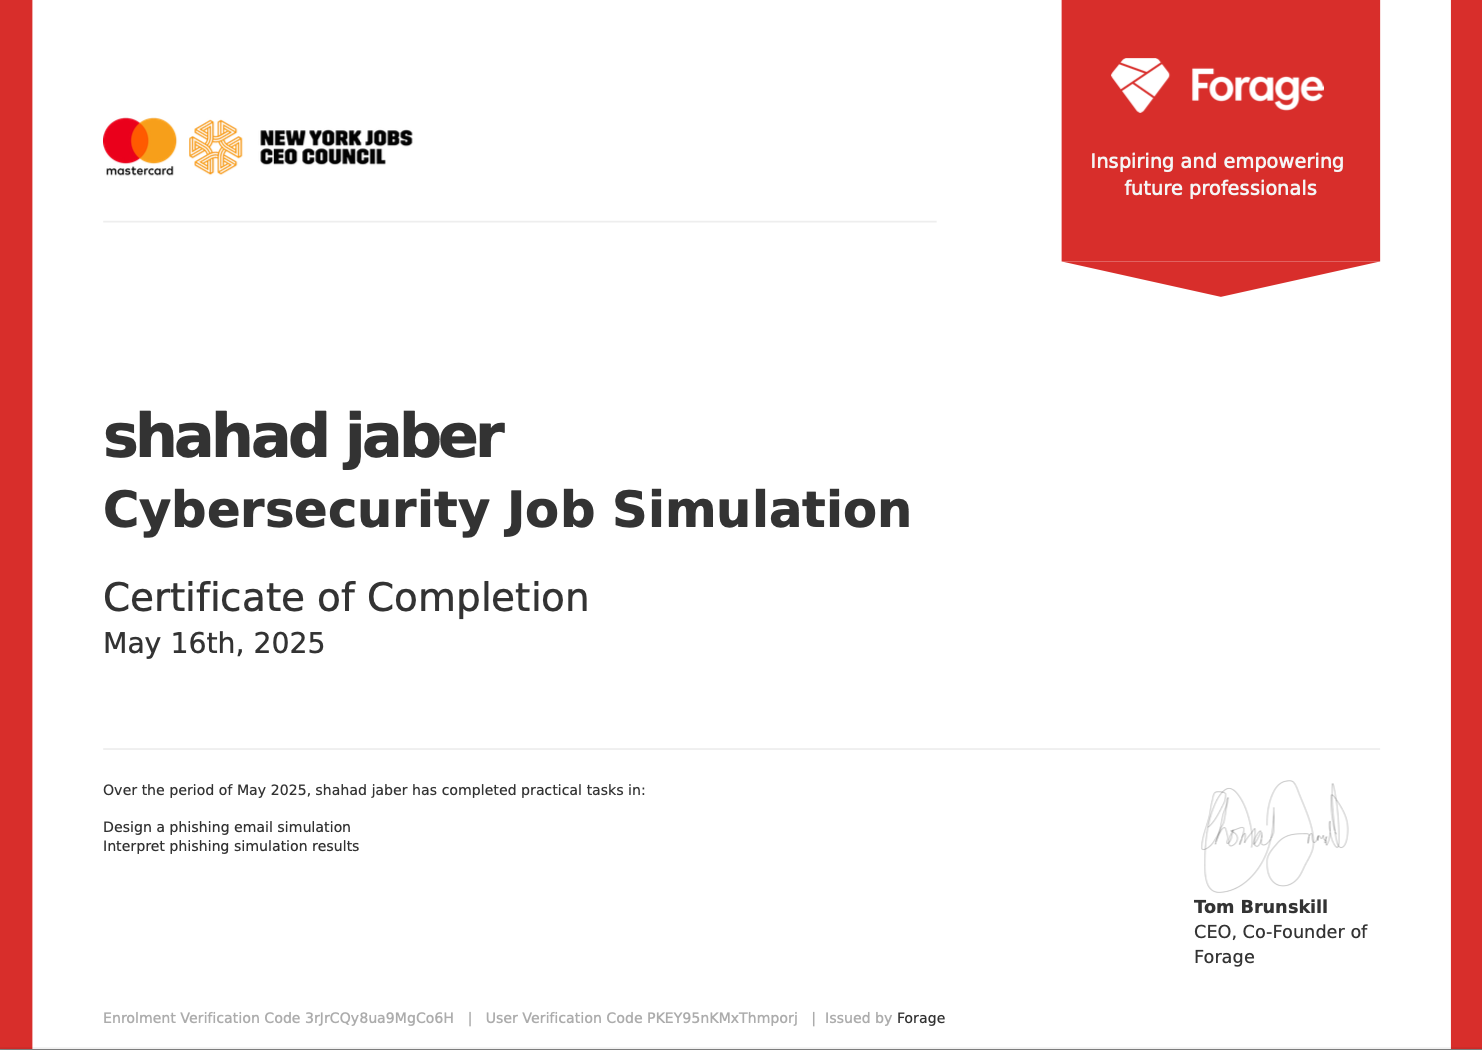 mastercard
NEW YORK JOBS
CEO COUNCIL
Forage
Inspiring and empowering
future professionals
shahad jaber
Cybersecurity Job Simulation
Certificate of Completion
May 16th, 2025
Over the period of May 2025, shahad jaber has completed practical tasks in:
Design a phishing email simulation
Interpret phishing simulation results
Tom Brunskill
CEO, Co-Founder of
Forage
Enrolment Verification Code 3rJrCQy8ua9MgCo6H | User Verification Code PKEY95nKMxThmporj | Issued by Forage